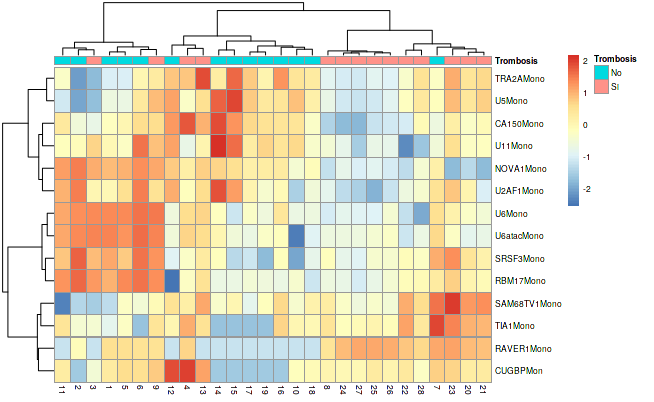 Trombosis
Trombosis
No
SI
2
1
0
-1
-2
TRA2AMono
U5Mono
CA150Mono
U11Mono
NOVA1Mono
U2AF1Mono
U6Mono
U6atacMono
SRSF3Mono
RBM17Mono
SAM68TV1Mono
TIA1Mono
RAVER1Mono
CUGBPMon
11 2 3 1 5 6 9 12 4 13 14 15 17 19 16 10 18 8 24 27 25 26 22 28 7 23 20 21